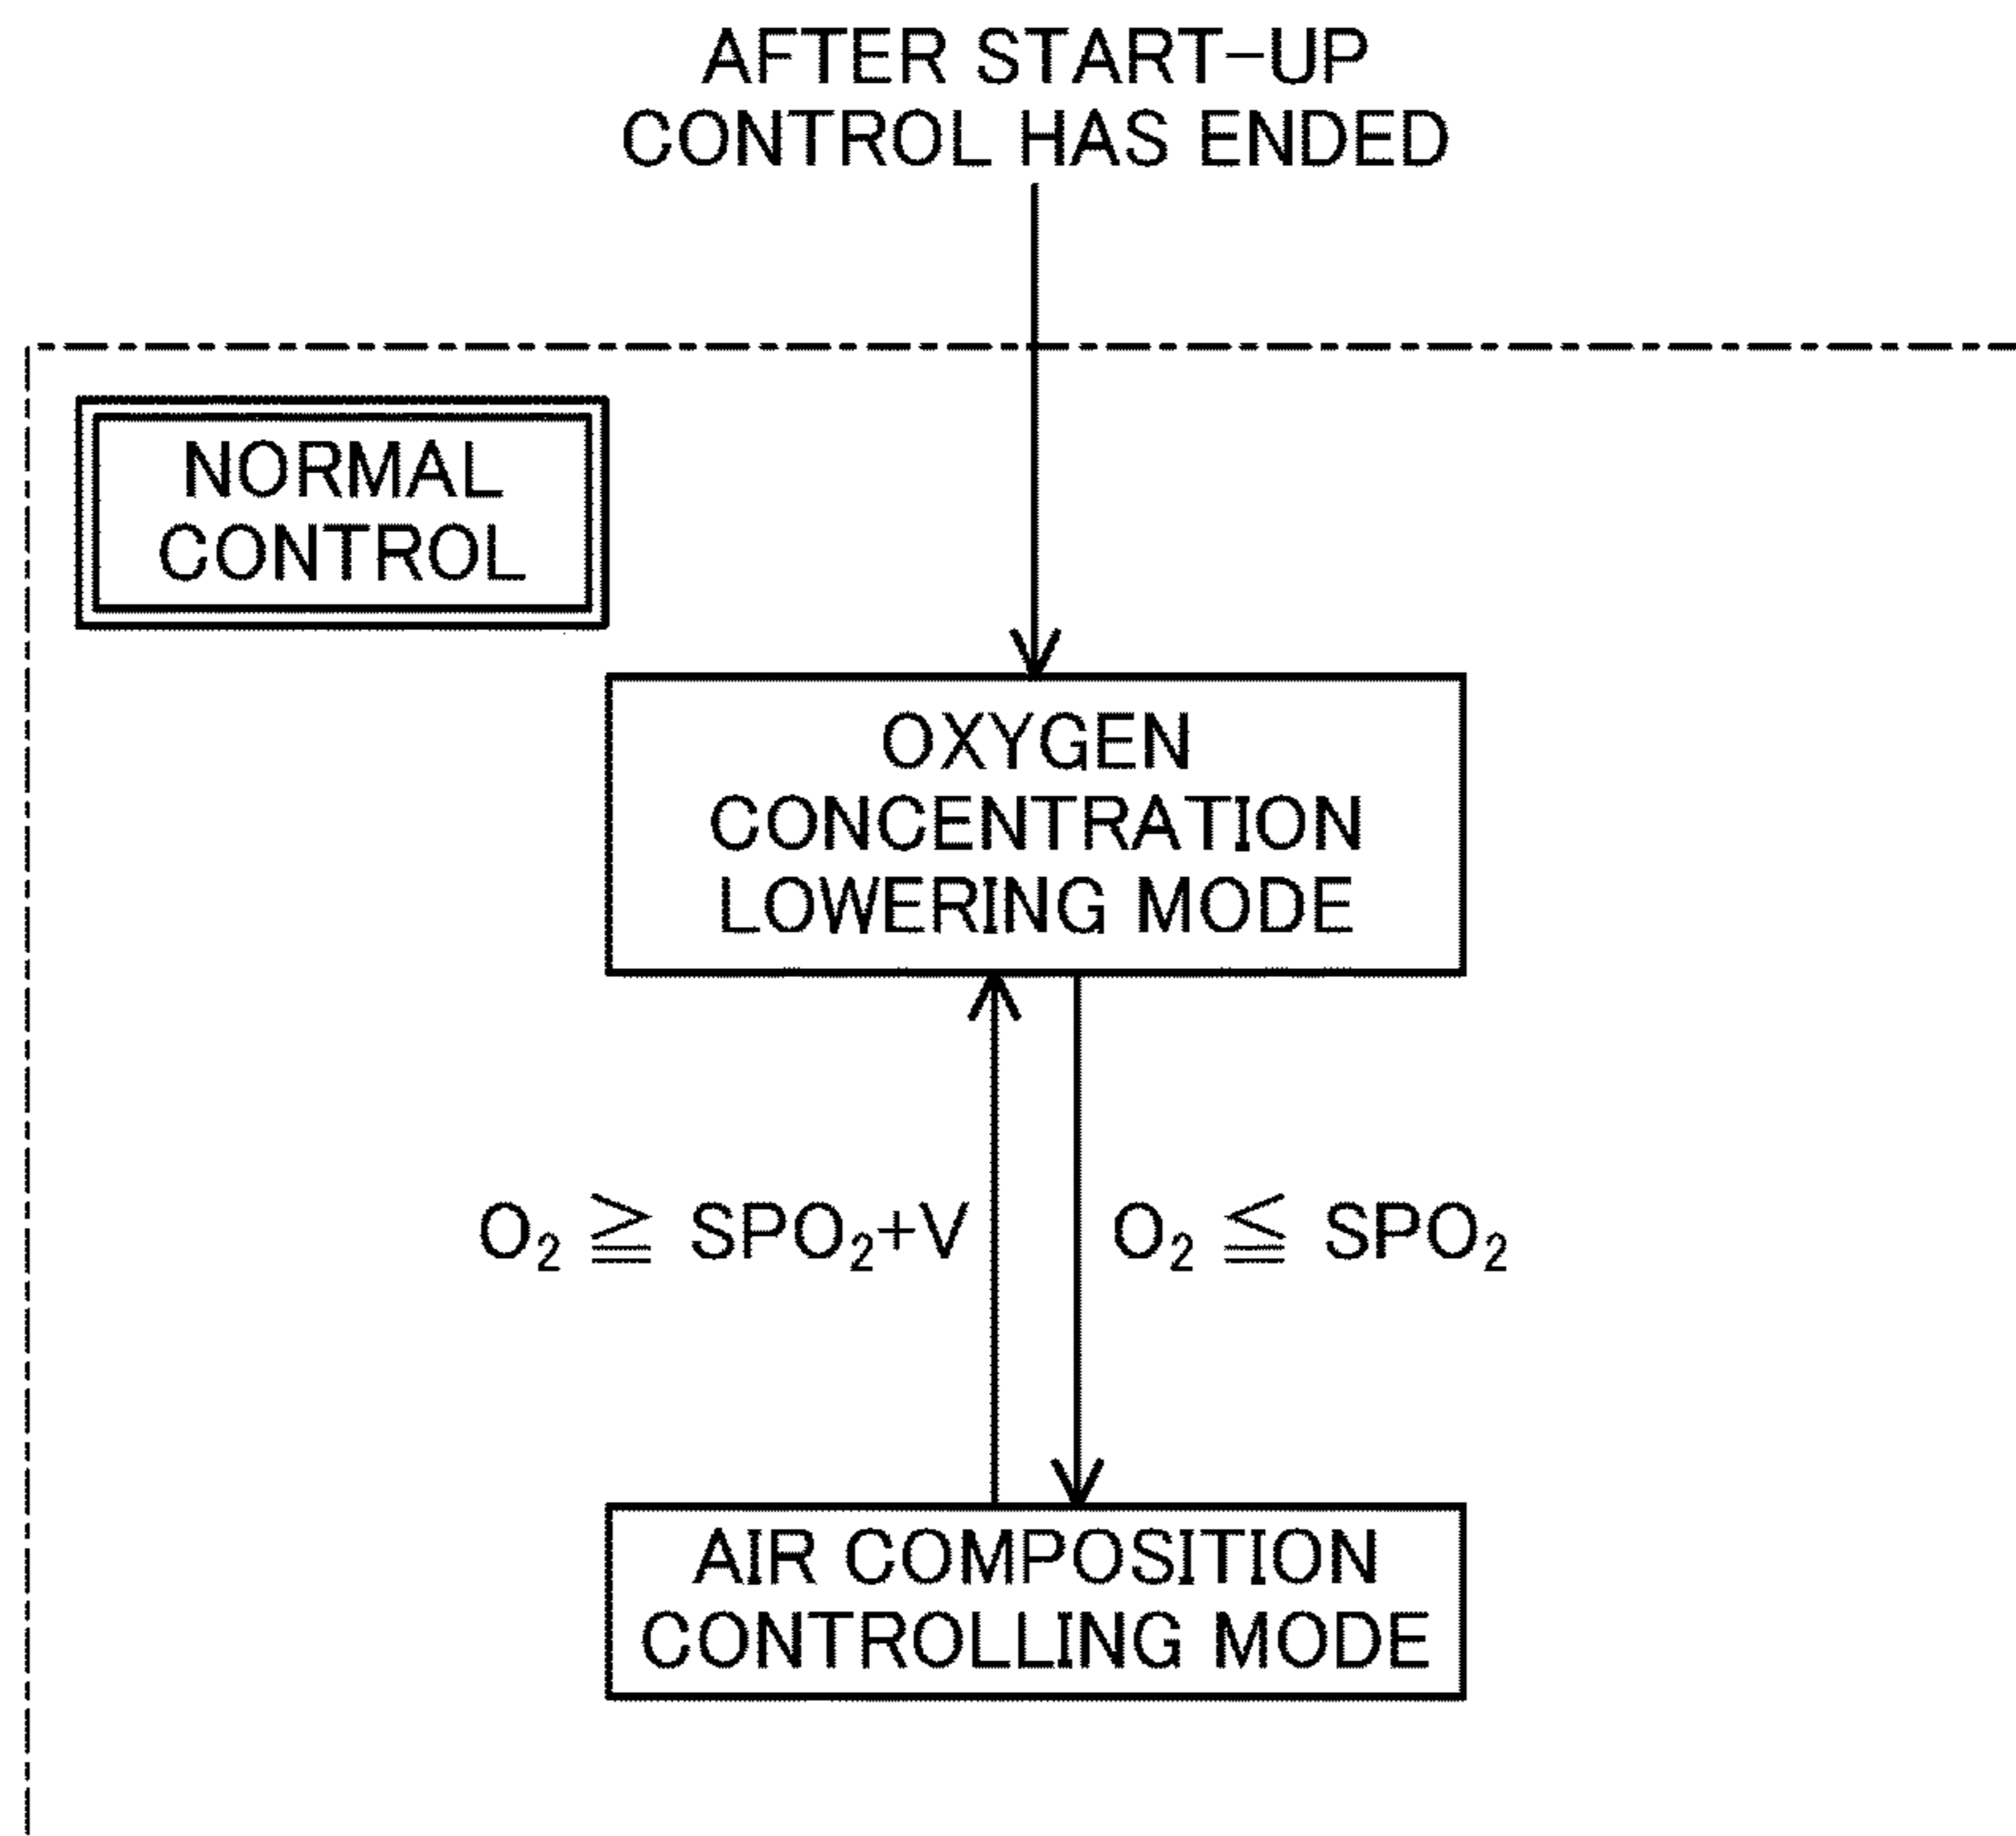 AFTER START-UP
CONTROL HAS ENDED
NORMAL
CONTROL
OXYGEN
CONCENTRATION
LOWERING MODE
O₂ ≧ SPO₂+V
O₂ ≦ SPO₂
AIR COMPOSITION
CONTROLLING MODE